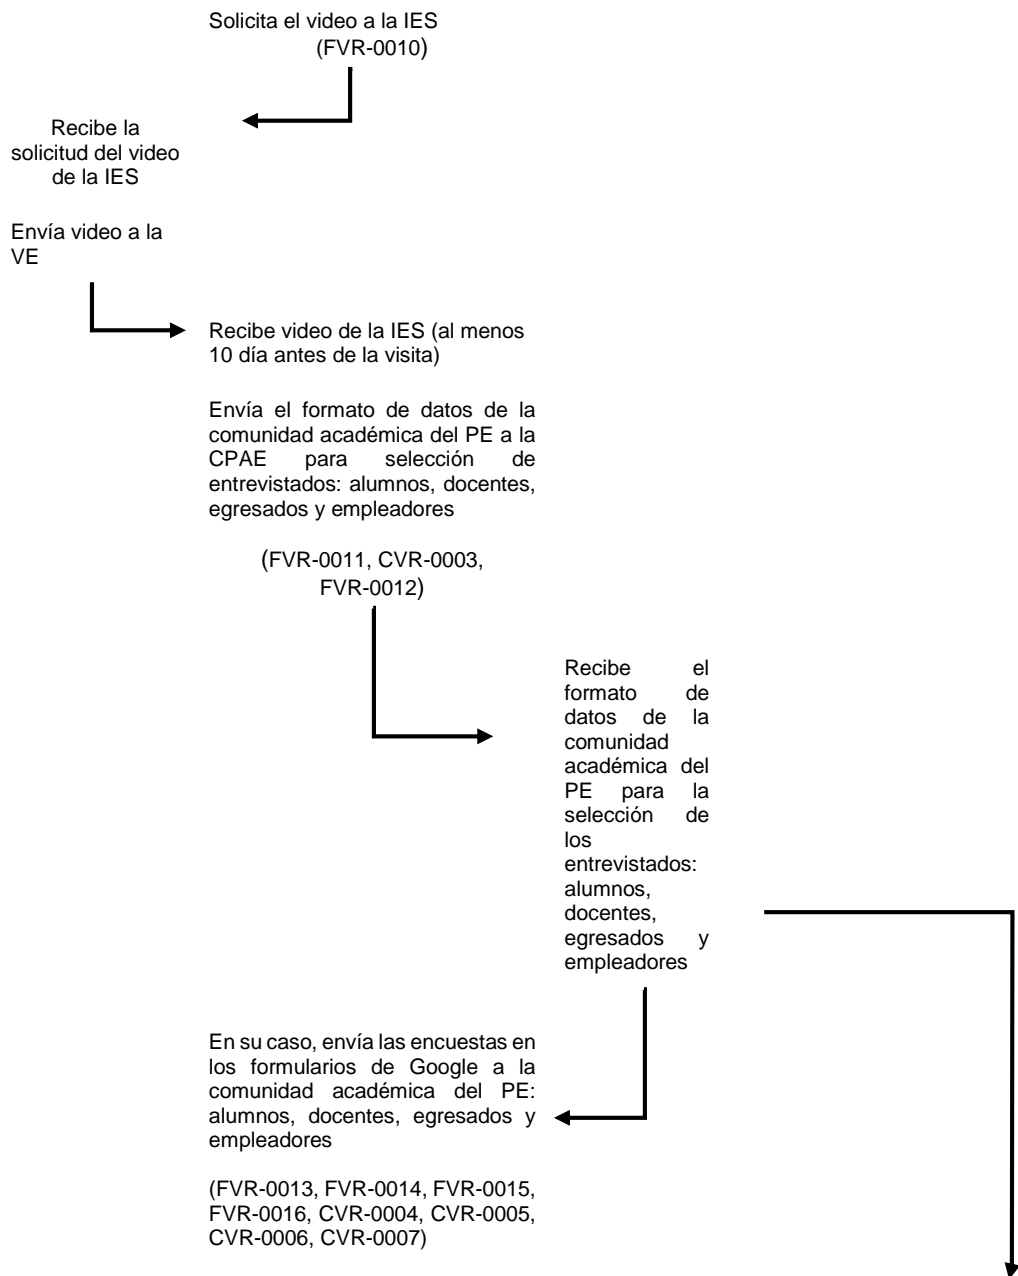 Solicita el video a la IES
(FVR-0010)
Recibe la
solicitud del video
de la IES
Envía video a la
VE
Recibe video de la IES (al menos
10 día antes de la visita)
Envía el formato de datos de la
comunidad académica del PE a la
CPAE para selección de
entrevistados: alumnos, docentes,
egresados y empleadores
(FVR-0011, CVR-0003,
FVR-0012)
Recibe el
formato de
datos de la
comunidad
académica del
PE para la
selección de
los
entrevistados:
alumnos,
docentes,
egresados y
empleadores
En su caso, envía las encuestas en
los formularios de Google a la
comunidad académica del PE:
alumnos, docentes, egresados y
empleadores
(FVR-0013, FVR-0014, FVR-0015,
FVR-0016, CVR-0004, CVR-0005,
CVR-0006, CVR-0007)